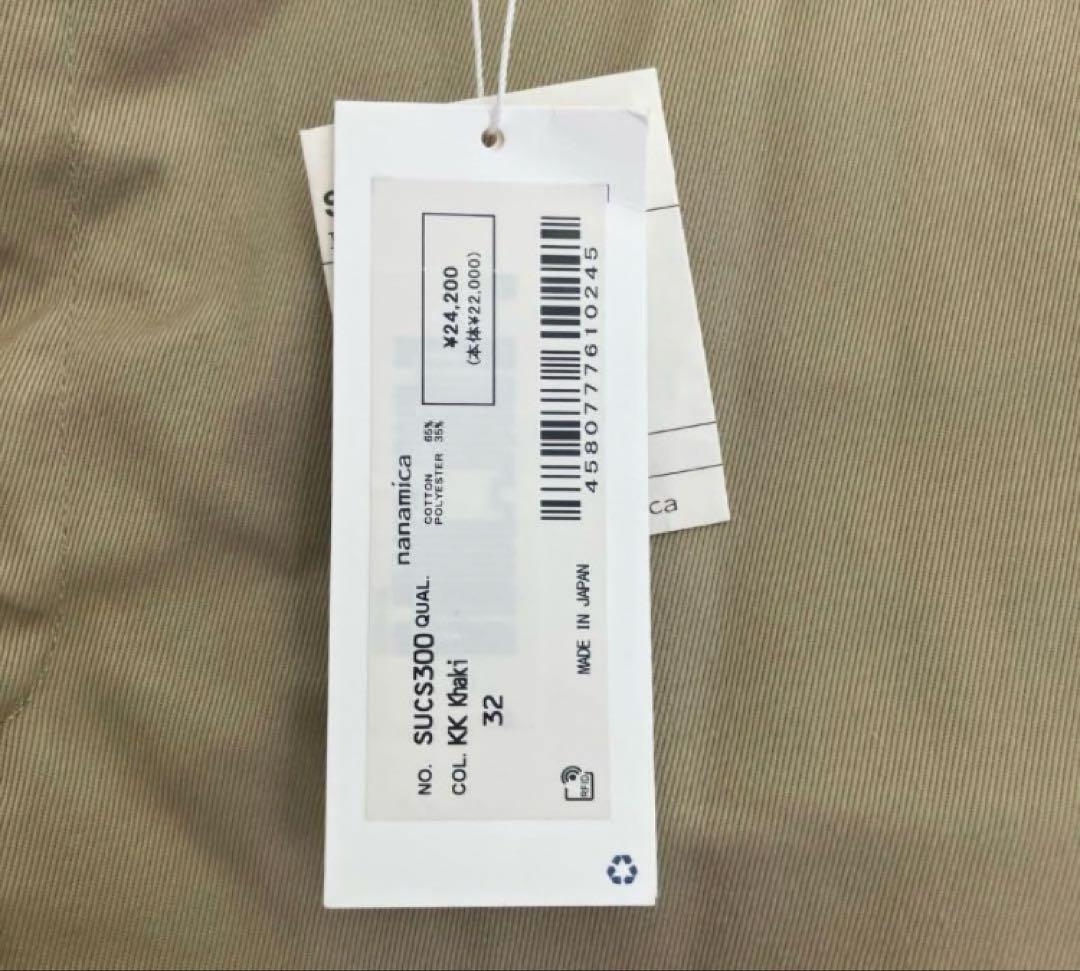 nanamica
NO. SUCS300 QUAL. COTTON 65%
POLYESTER 35%
COL. KK Khaki
32
¥24,200
(本体¥22,000)
4580777610245
MADE IN JAPAN
RFID
ca